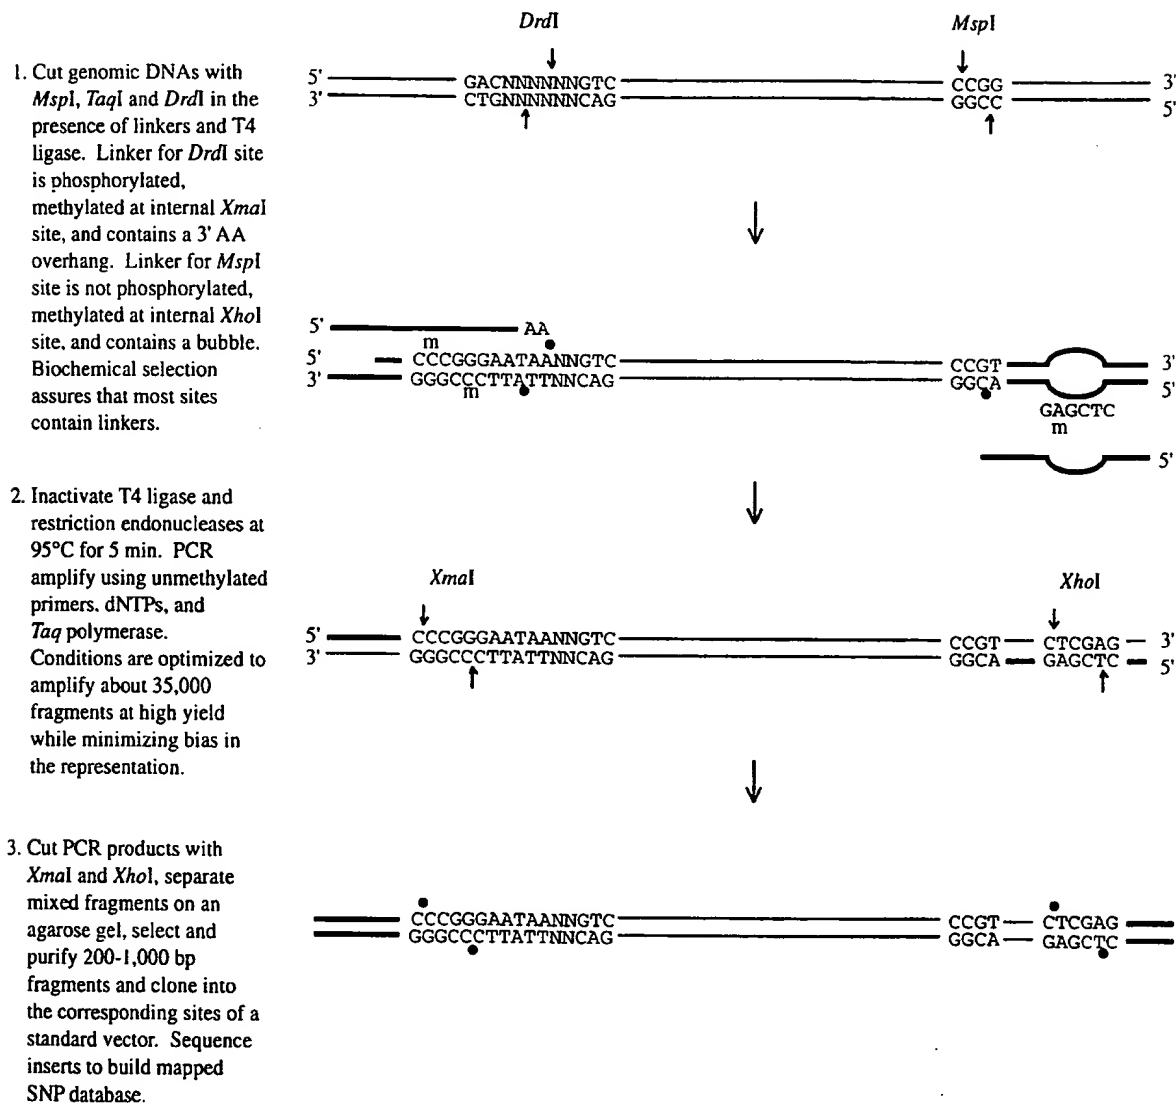 DrdI
MspI
1. Cut genomic DNAs with
MspI, TaqI and DrdI in the
presence of linkers and T4
ligase. Linker for DrdI site
is phosphorylated,
methylated at internal XmaI
site, and contains a 3' AA
overhang. Linker for MspI
site is not phosphorylated,
methylated at internal XhoI
site, and contains a bubble.
Biochemical selection
assures that most sites
contain linkers.
5' GACNNNNNNGTC CCGG 3'
3' CTGNNNNNNCAG GGCC 5'
5' AA
m
5' CCCGGGAATAANNGTC CCGT 3'
3' GGGCCCTTATTNNCAG GGCA 5'
m
GAGCTC
m
5'
2. Inactivate T4 ligase and
restriction endonucleases at
95°C for 5 min. PCR
amplify using unmethylated
primers, dNTPs, and
Taq polymerase.
Conditions are optimized to
amplify about 35,000
fragments at high yield
while minimizing bias in
the representation.
XmaI
XhoI
5' CCCGGGAATAANNGTC CCGT CTCGAG 3'
3' GGGCCCTTATTNNCAG GGCA GAGCTC 5'
3. Cut PCR products with
XmaI and XhoI, separate
mixed fragments on an
agarose gel, select and
purify 200-1,000 bp
fragments and clone into
the corresponding sites of a
standard vector. Sequence
inserts to build mapped
SNP database.
CCCGGGAATAANNGTC CCGT CTCGAG
GGGCCCTTATTNNCAG GGCA GAGCTC